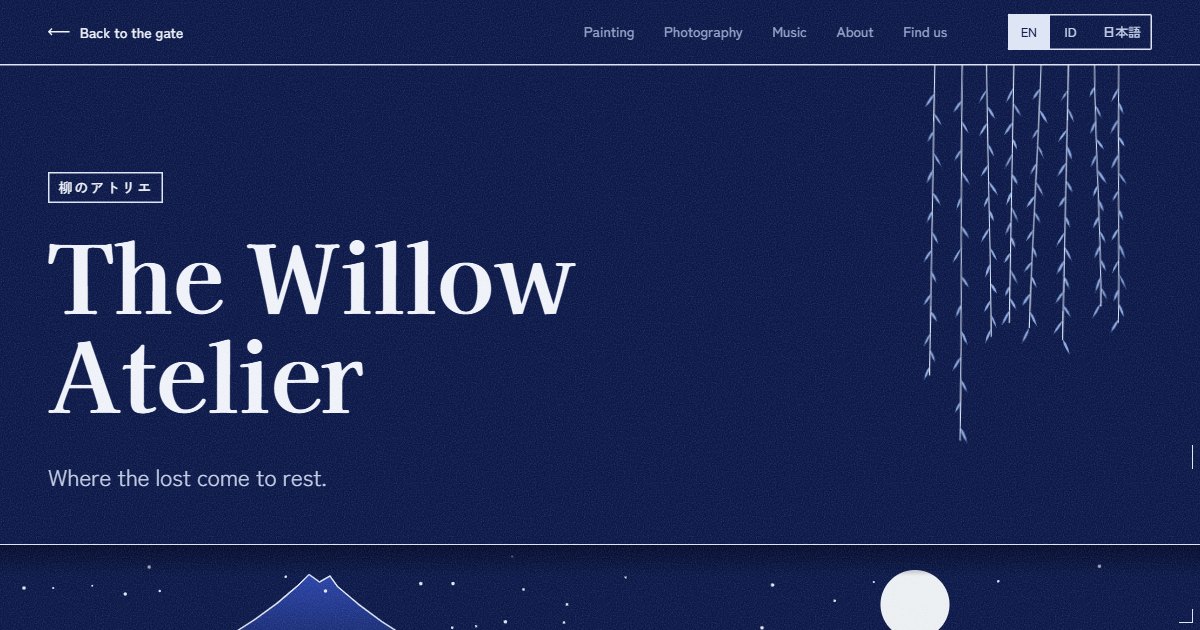 ← Back to the gate
Painting Photography Music About Find us
EN ID 日本語
柳のアトリエ
The Willow
Atelier
Where the lost come to rest.